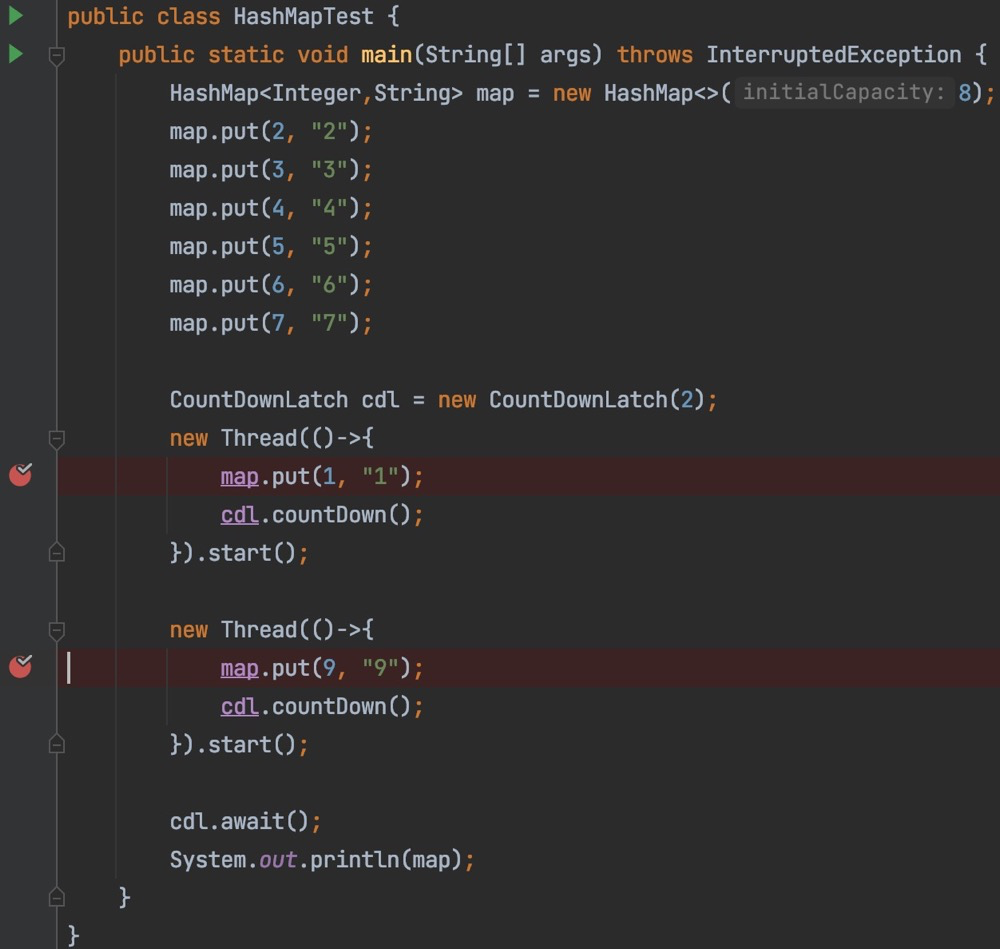 public class HashMapTest {
public static void main(String[] args) throws InterruptedException {
HashMap<Integer,String> map = new HashMap<>( initialCapacity: 8);
map.put(2, "2");
map.put(3, "3");
map.put(4, "4");
map.put(5, "5");
map.put(6, "6");
map.put(7, "7");
CountDownLatch cdl = new CountDownLatch(2);
new Thread(()->{
map.put(1, "1");
cdl.countDown();
}).start();
new Thread(()->{
map.put(9, "9");
cdl.countDown();
}).start();
cdl.await();
System.out.println(map);
}
}